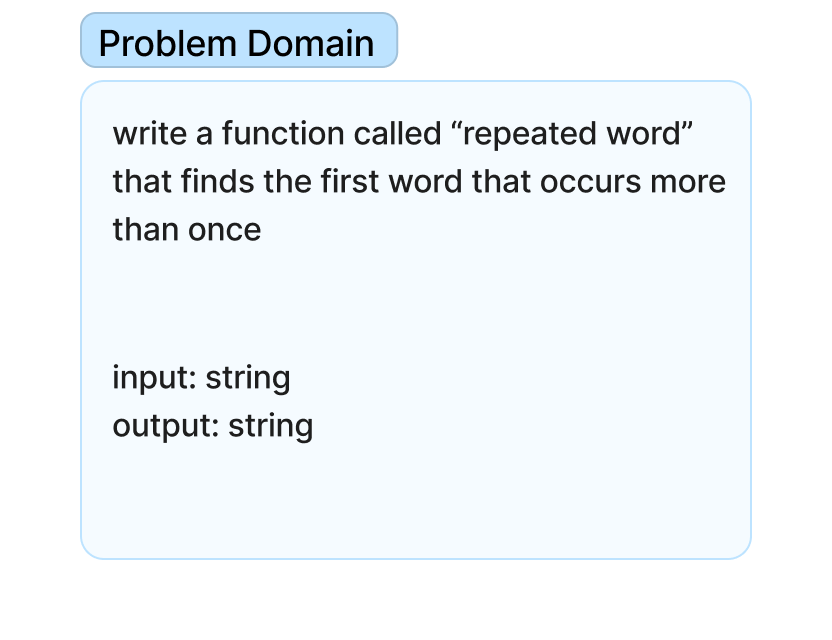 Problem Domain
write a function called “repeated word”
that finds the first word that occurs more
than once
input: string
output: string